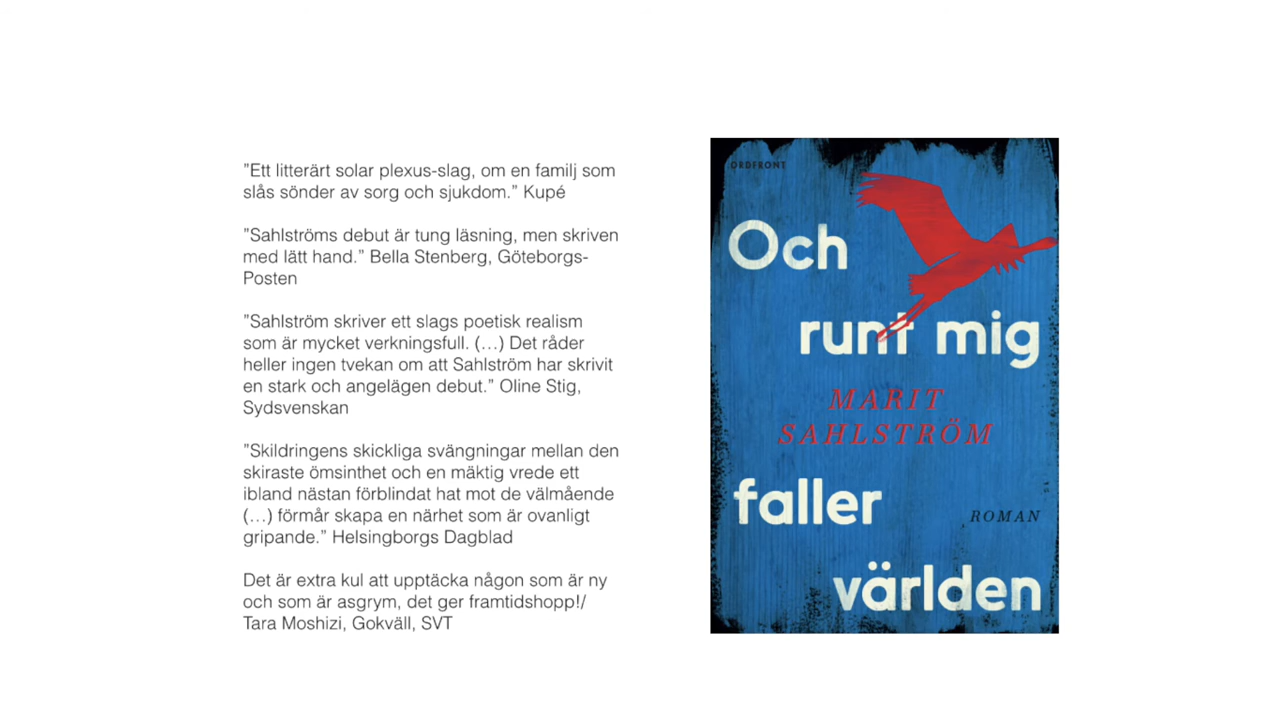 ”Ett litterärt solar plexus-slag, om en familj som
slås sönder av sorg och sjukdom.” Kupé
”Sahlströms debut är tung läsning, men skriven
med lätt hand.” Bella Stenberg, Göteborgs-
Posten
”Sahlström skriver ett slags poetisk realism
som är mycket verkningsfull. (…) Det råder
heller ingen tvekan om att Sahlström har skrivit
en stark och angelägen debut.” Oline Stig,
Sydsvenskan
”Skildringens skickliga svängningar mellan den
skiraste ömsinthet och en mäktig vrede ett
ibland nästan förblindat hat mot de välmående
(…) förmår skapa en närhet som är ovanligt
gripande.” Helsingborgs Dagblad
Det är extra kul att upptäcka någon som är ny
och som är asgrym, det ger framtidshopp!/
Tara Moshizi, Gokväll, SVT
ORDFRONT
Och
runt mig
MARIT
SAHLSTRÖM
faller
ROMAN
världen